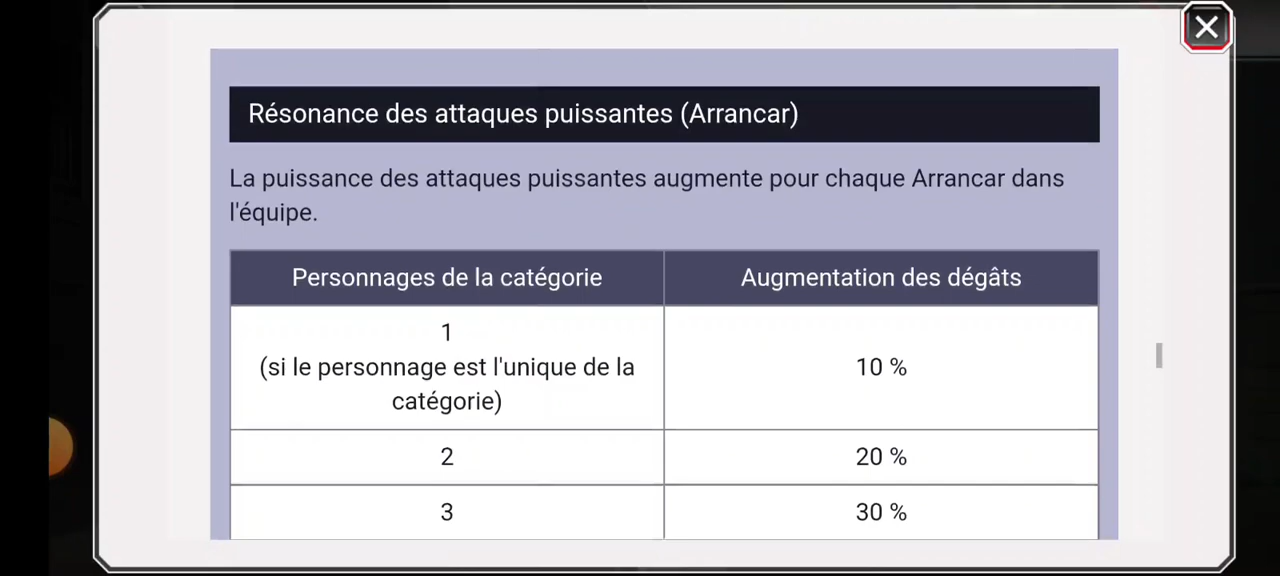 Résonance des attaques puissantes (Arrancar)
La puissance des attaques puissantes augmente pour chaque Arrancar dans
l'équipe.
Personnages de la catégorie
Augmentation des dégâts
1
(si le personnage est l'unique de la
catégorie)
10 %
2
20 %
3
30 %